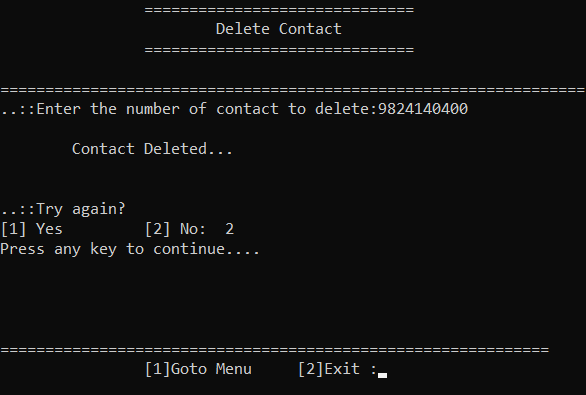 ==============================
Delete Contact
==============================
=================================================================
..::Enter the number of contact to delete:9824140400
Contact Deleted...
..::Try again?
[1] Yes         [2] No:  2
Press any key to continue....
=============================================================
[1]Goto Menu     [2]Exit :